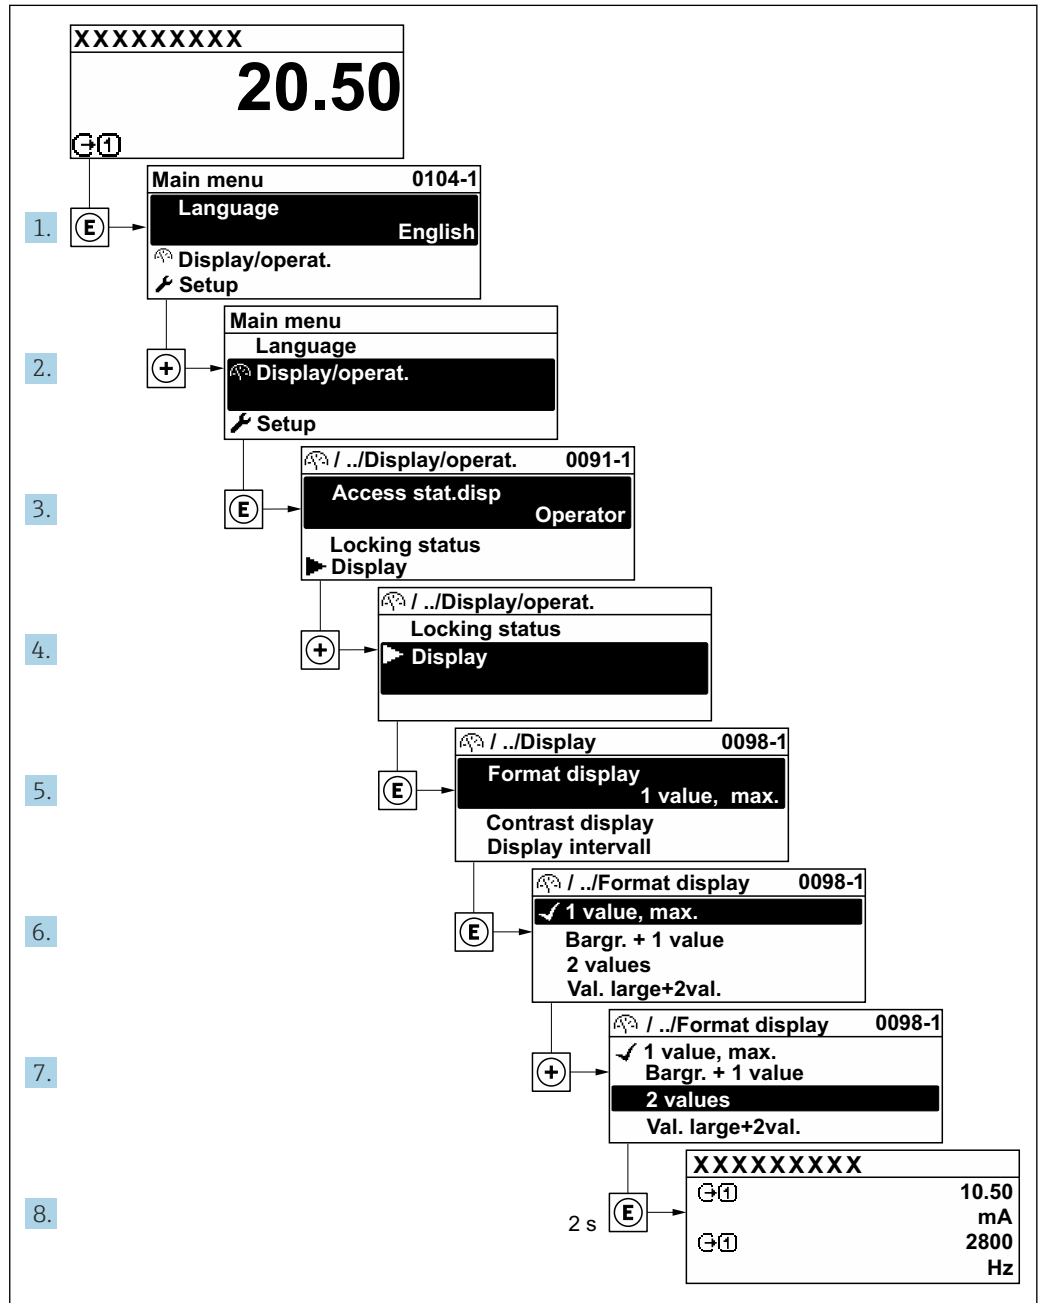 XXXXXXXXX
20.50
1
Main menu 0104-1
Language
English
1. E
Display/operat.
Setup
Main menu
Language
2. + Display/operat.
Setup
/ ../Display/operat. 0091-1
Access stat.disp
3. E Operator
Locking status
Display
/ ../Display/operat.
Locking status
4. + Display
/ ../Display 0098-1
Format display
5. E 1 value, max.
Contrast display
Display intervall
/ ../Format display 0098-1
1 value, max.
6. E Bargr. + 1 value
2 values
Val. large+2val.
/ ../Format display 0098-1
1 value, max.
7. + Bargr. + 1 value
2 values
Val. large+2val.
XXXXXXXXX
1 10.50
8. 2 s E mA
1 2800
Hz